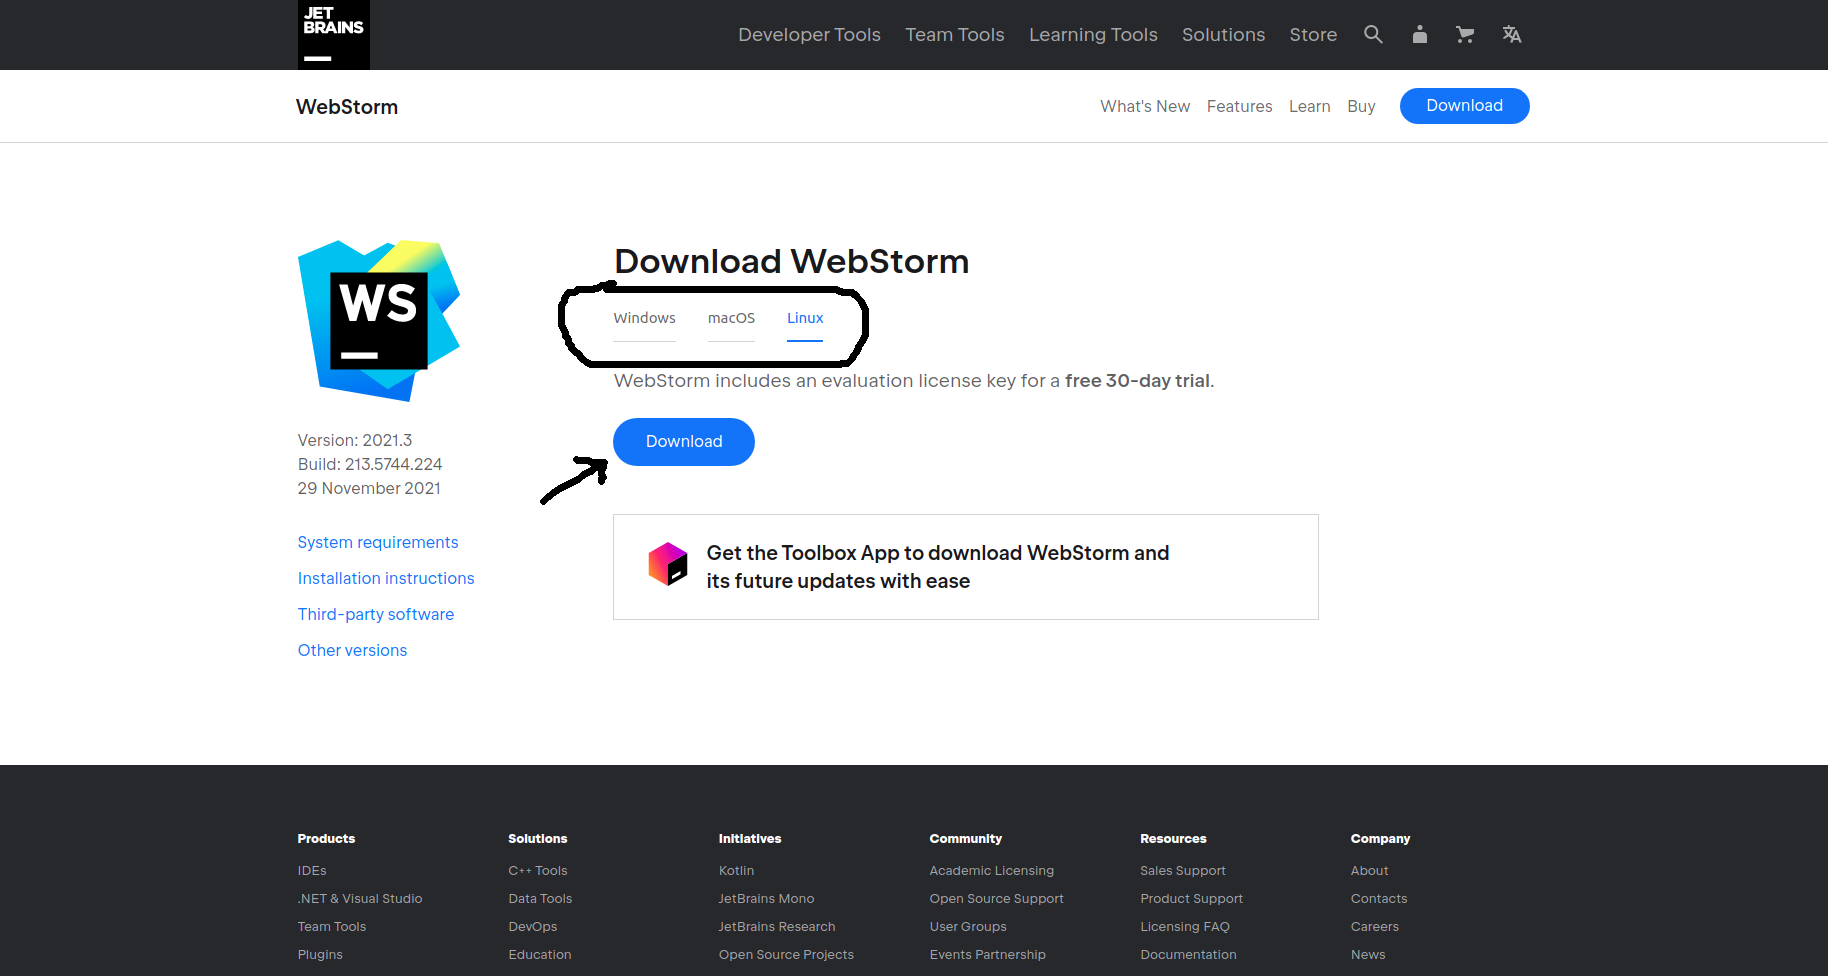 JET
BRAINS
Developer Tools Team Tools Learning Tools Solutions Store
WebStorm
What's New Features Learn Buy Download
WS
Download WebStorm
Windows macOS Linux
WebStorm includes an evaluation license key for a free 30-day trial.
Download
Version: 2021.3
Build: 213.5744.224
29 November 2021
System requirements
Installation instructions
Third-party software
Other versions
Get the Toolbox App to download WebStorm and
its future updates with ease
Products Solutions Initiatives Community Resources Company
IDEs C++ Tools Kotlin Academic Licensing Sales Support About
.NET & Visual Studio Data Tools JetBrains Mono Open Source Support Product Support Contacts
Team Tools DevOps JetBrains Research User Groups Licensing FAQ Careers
Plugins Education Open Source Projects Events Partnership Documentation News